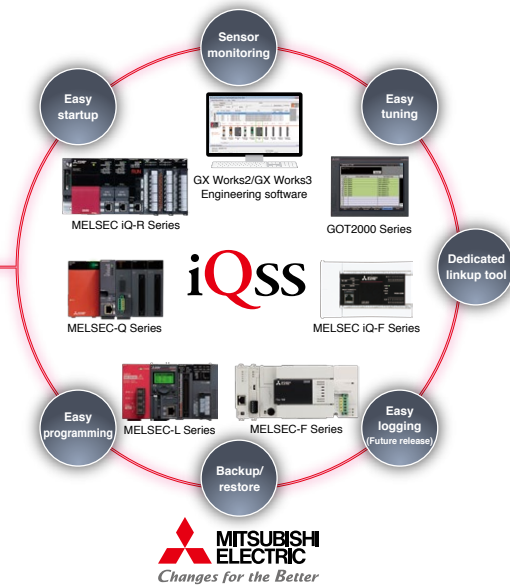 Sensor
monitoring
Easy
startup
Easy
tuning
GX Works2/GX Works3
Engineering software
MELSEC iQ-R Series
GOT2000 Series
Dedicated
linkup tool
iQss
MELSEC-Q Series
MELSEC iQ-F Series
Easy
programming
MELSEC-L Series
MELSEC-F Series
Easy
logging
(Future release)
Backup/
restore
MITSUBISHI
ELECTRIC
Changes for the Better